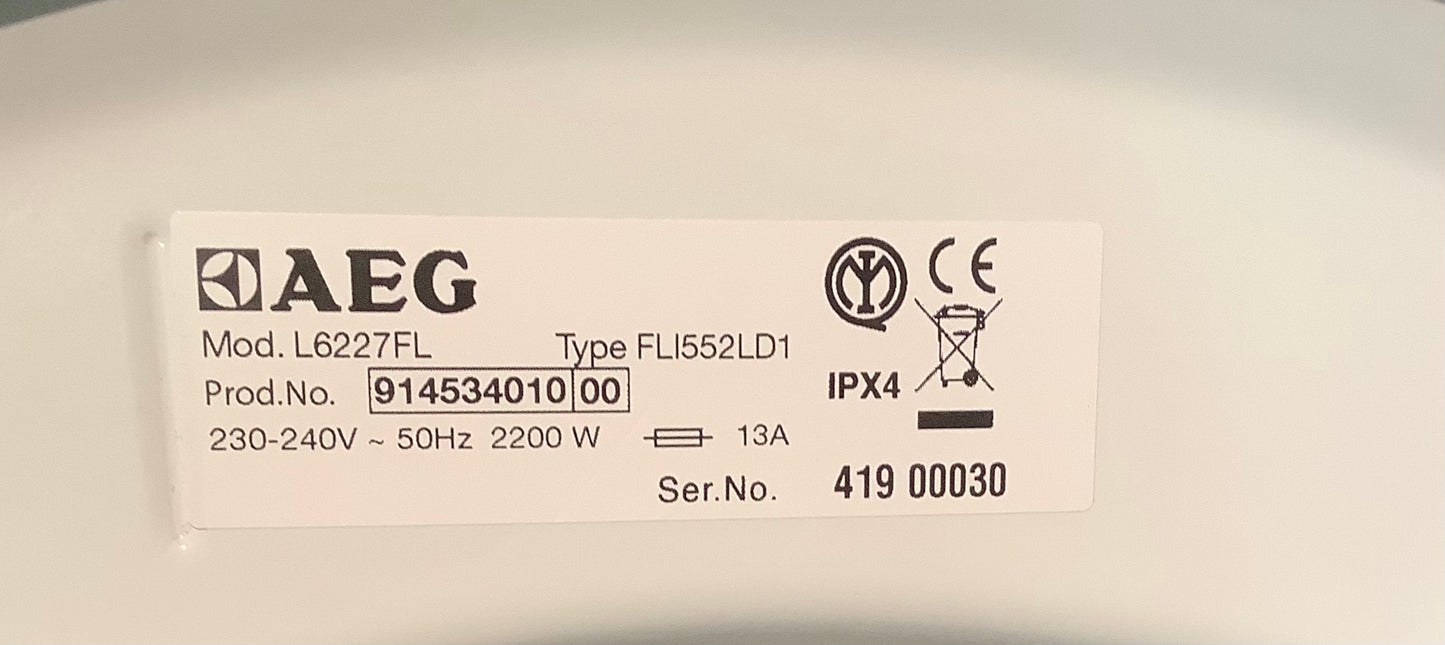 AEG
Mod. L6227FL Type FLI552LD1
Prod.No. 914534010 00
230-240V ~ 50Hz 2200 W 13A
Ser.No. 419 00030
IMQ CE
IPX4